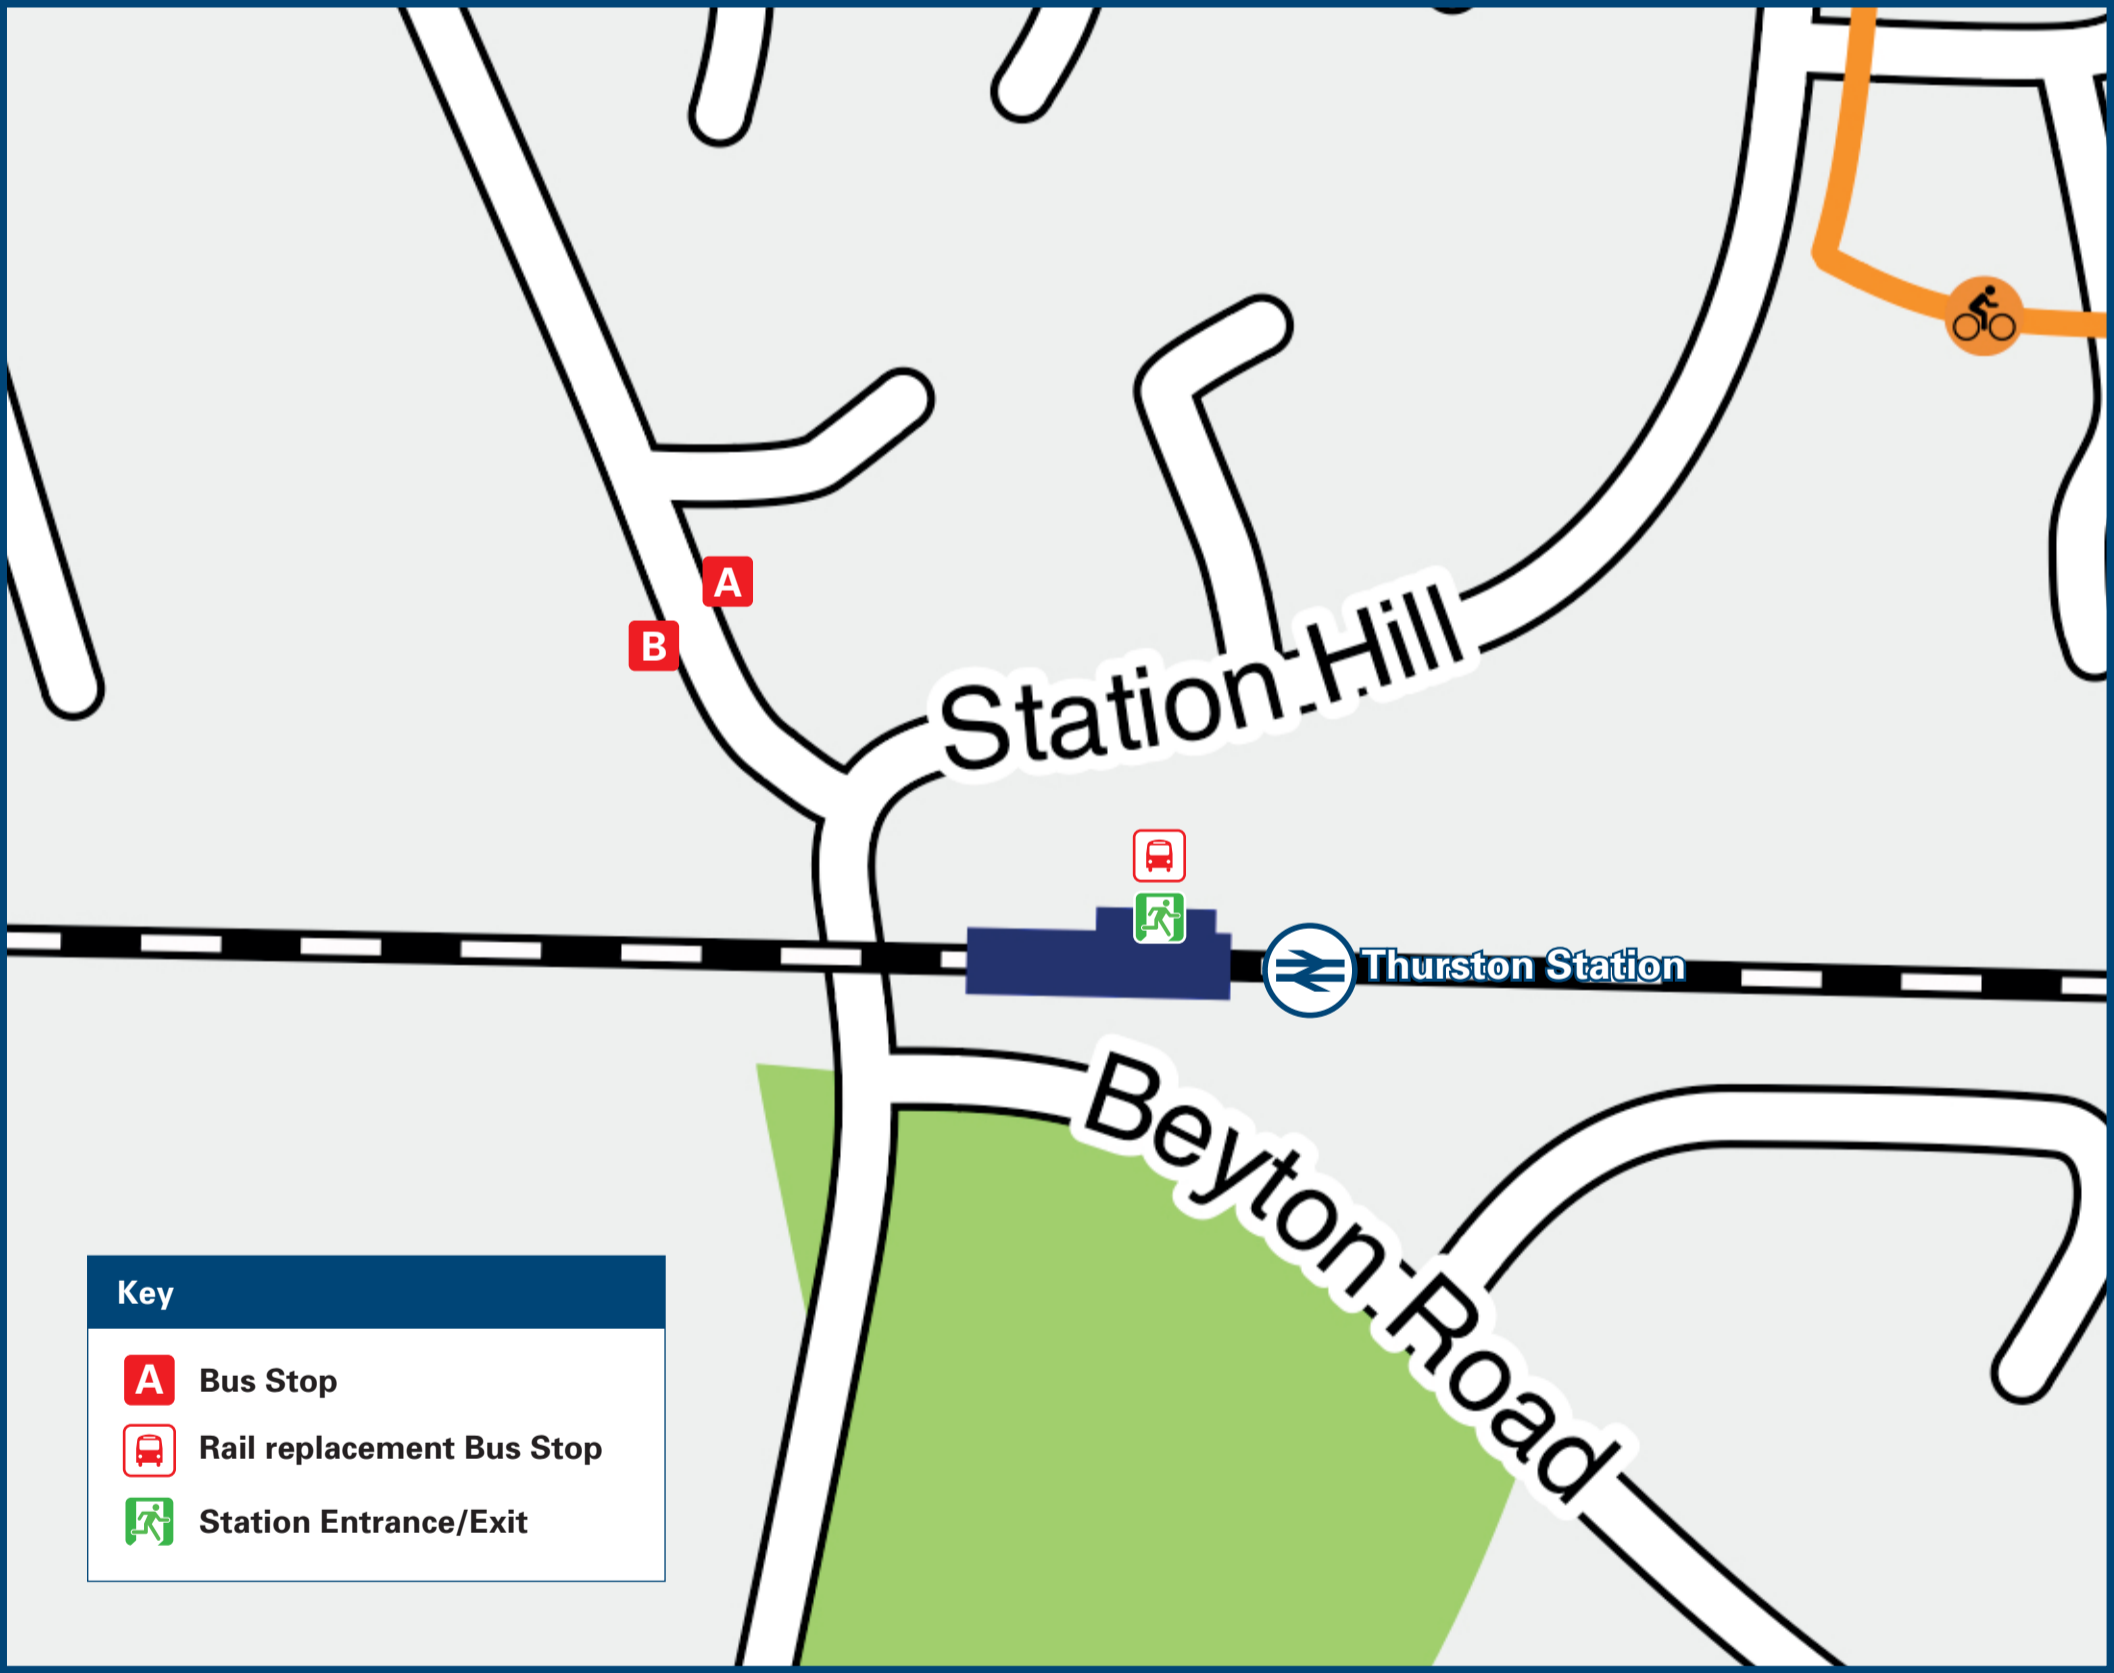 A
B
Station Hill
Thurston Station
Beyton Road
Key
A Bus Stop
Rail replacement Bus Stop
Station Entrance/Exit